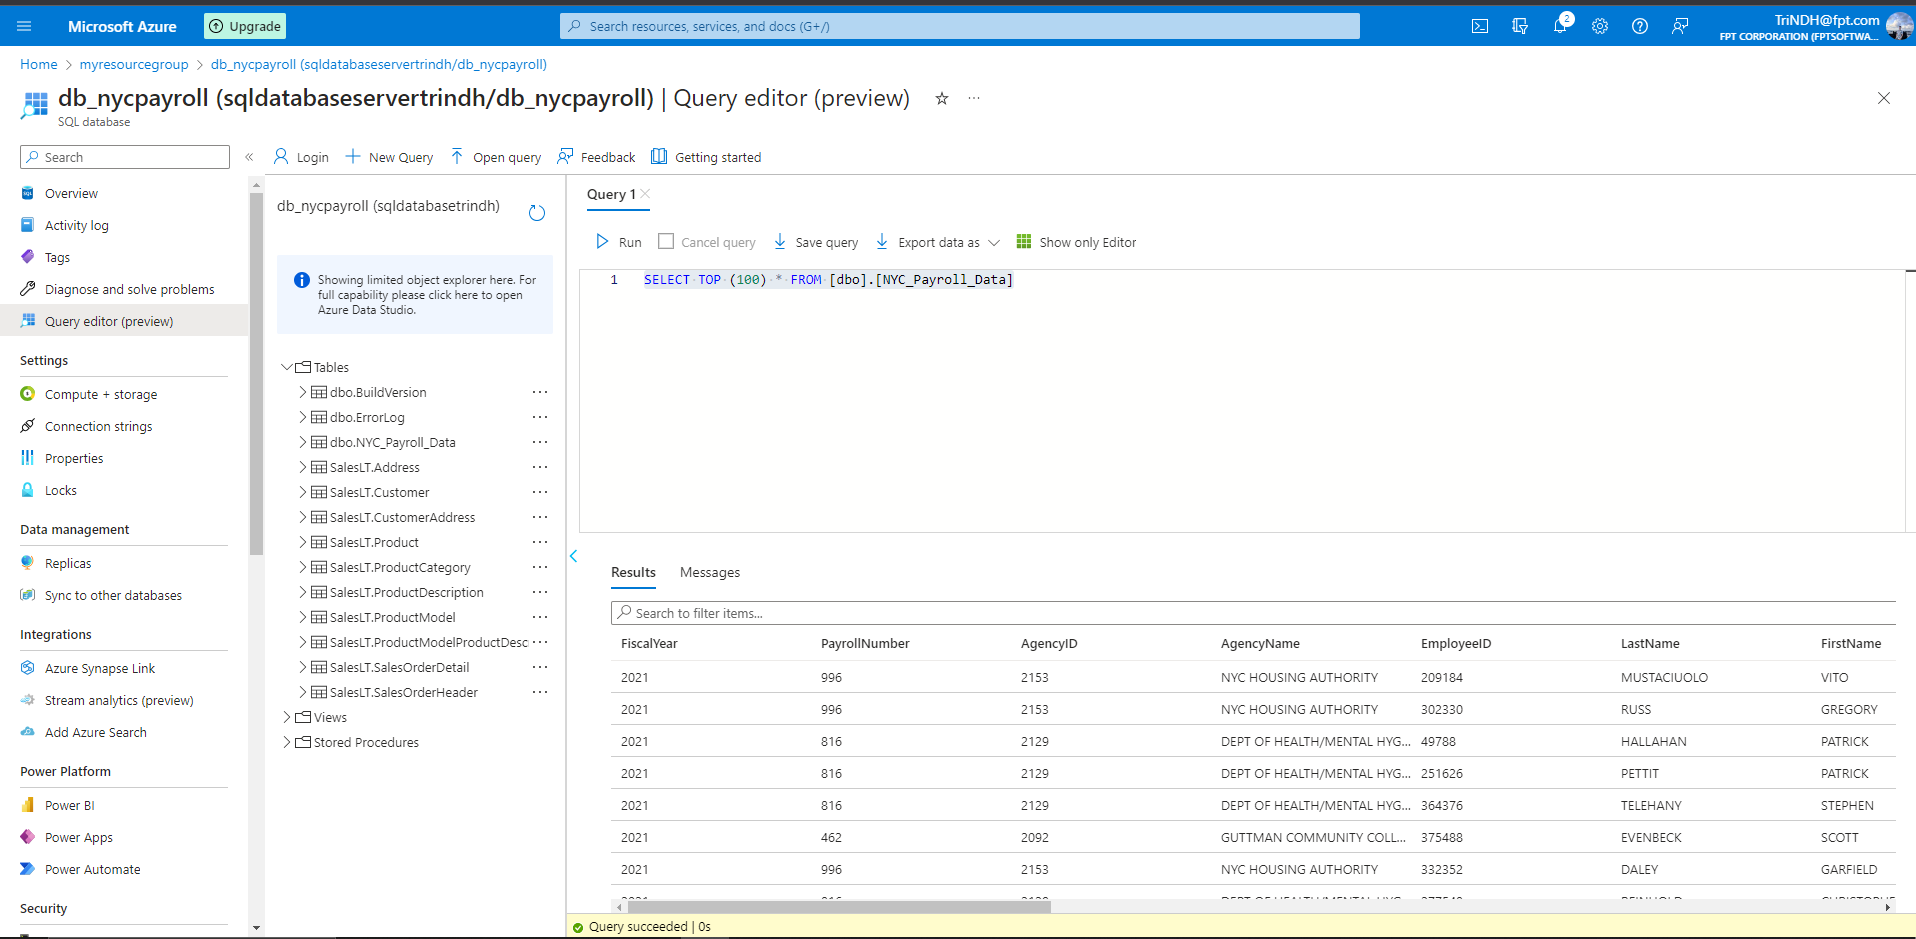 Microsoft Azure
Upgrade
Search resources, services, and docs (G+/)
2
TriNDH@fpt.com
FPT CORPORATION (FPTSOFTWA...
Home > myresourcegroup > db_nycpayroll (sqldatabaseservertrindh/db_nycpayroll)
db_nycpayroll (sqldatabaseservertrindh/db_nycpayroll) | Query editor (preview)
SQL database
Search
Overview
Activity log
Tags
Diagnose and solve problems
Query editor (preview)
Settings
Compute + storage
Connection strings
Properties
Locks
Data management
Replicas
Sync to other databases
Integrations
Azure Synapse Link
Stream analytics (preview)
Add Azure Search
Power Platform
Power BI
Power Apps
Power Automate
Security
Login
New Query
Open query
Feedback
Getting started
db_nycpayroll (sqldatabasetrindh)
Showing limited object explorer here. For
full capability please click here to open
Azure Data Studio.
Tables
dbo.BuildVersion
dbo.ErrorLog
dbo.NYC_Payroll_Data
SalesLT.Address
SalesLT.Customer
SalesLT.CustomerAddress
SalesLT.Product
SalesLT.ProductCategory
SalesLT.ProductDescription
SalesLT.ProductModel
SalesLT.ProductModelProductDesc
SalesLT.SalesOrderDetail
SalesLT.SalesOrderHeader
Views
Stored Procedures
Query 1
Run
Cancel query
Save query
Export data as
Show only Editor
1 SELECT TOP (100) * FROM [dbo].[NYC_Payroll_Data]
Results
Messages
Search to filter items...
FiscalYear PayrollNumber AgencyID AgencyName EmployeeID LastName FirstName
2021 996 2153 NYC HOUSING AUTHORITY 209184 MUSTACIUOLO VITO
2021 996 2153 NYC HOUSING AUTHORITY 302330 RUSS GREGORY
2021 816 2129 DEPT OF HEALTH/MENTAL HYG... 49788 HALLAHAN PATRICK
2021 816 2129 DEPT OF HEALTH/MENTAL HYG... 251626 PETTIT PATRICK
2021 816 2129 DEPT OF HEALTH/MENTAL HYG... 364376 TELEHANY STEPHEN
2021 462 2092 GUTTMAN COMMUNITY COLL... 375488 EVENBECK SCOTT
2021 996 2153 NYC HOUSING AUTHORITY 332352 DALEY GARFIELD
Query succeeded | 0s